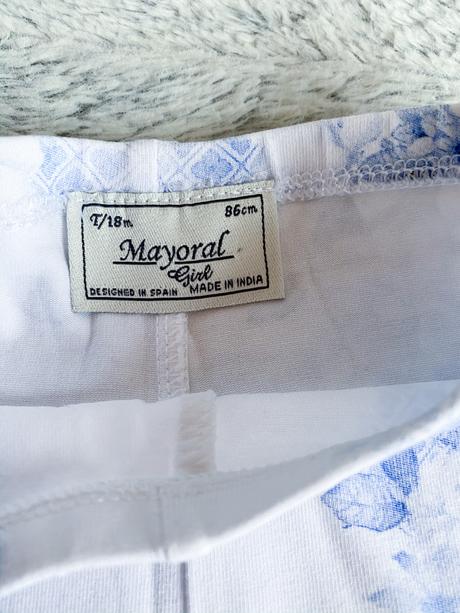 T/18m 86cm
Mayoral
Girl
DESIGNED IN SPAIN MADE IN INDIA